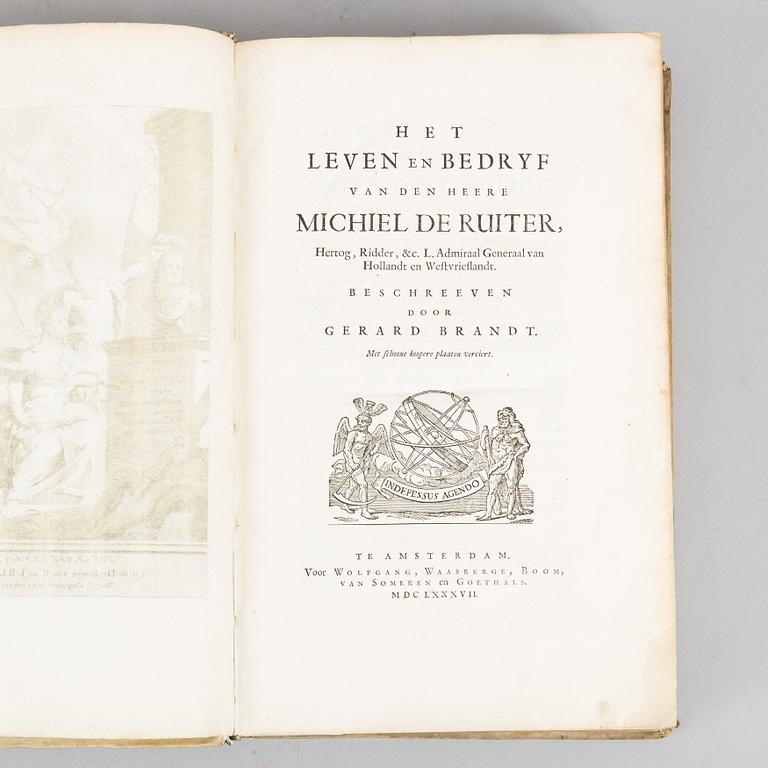 HET
LEVEN EN BEDRYF
VAN DEN HEERE
MICHIEL DE RUITER,
Hertog, Ridder, &c. L. Admiraal Generaal van
Hollandt en Weſtvrieſlandt.
BESCHREEVEN
DOOR
GERARD BRANDT.
Met ſchoone koopere plaaten verciert.
INDEFESSUS AGENDO
TE AMSTERDAM,
Voor WOLFGANG, WAASBERGE, BOOM,
VAN SOMEREN en GOETHALS.
MDCLXXXVII.